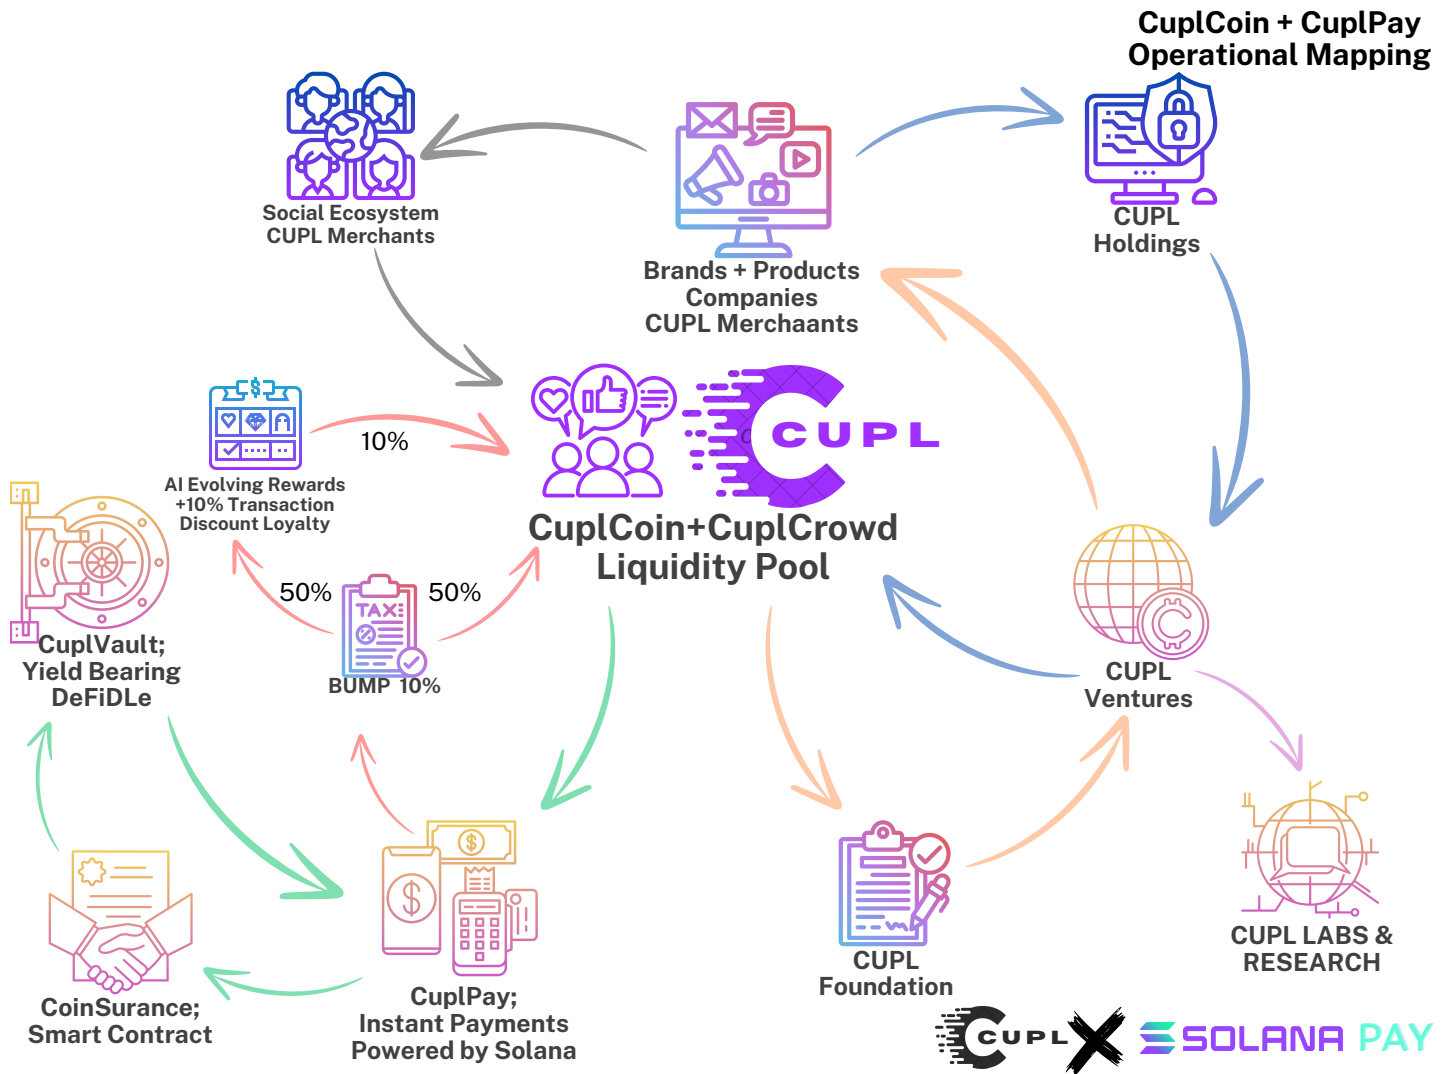 CuplCoin + CuplPay
Operational Mapping
Social Ecosystem
CUPL Merchants
Brands + Products
Companies
CUPL Merchaants
CUPL
Holdings
$
10%
AI Evolving Rewards
+10% Transaction
Discount Loyalty
CUPL
CuplCoin+CuplCrowd
Liquidity Pool
50%
50%
TAX:
%
BUMP 10%
CuplVault;
Yield Bearing
DeFiDLe
CUPL
Ventures
$
$
CoinSurance;
Smart Contract
CuplPay;
Instant Payments
Powered by Solana
CUPL
Foundation
CUPL LABS &
RESEARCH
CUPL X SOLANA PAY